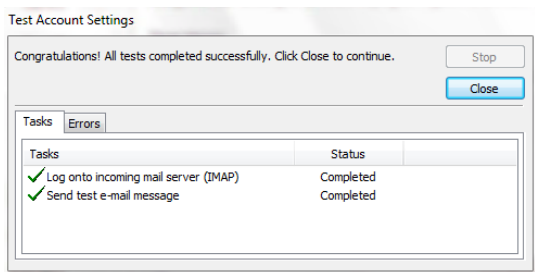 Test Account Settings
Congratulations! All tests completed successfully. Click Close to continue.
Stop
Close
Tasks Errors
Tasks Status
Log onto incoming mail server (IMAP) Completed
Send test e-mail message Completed